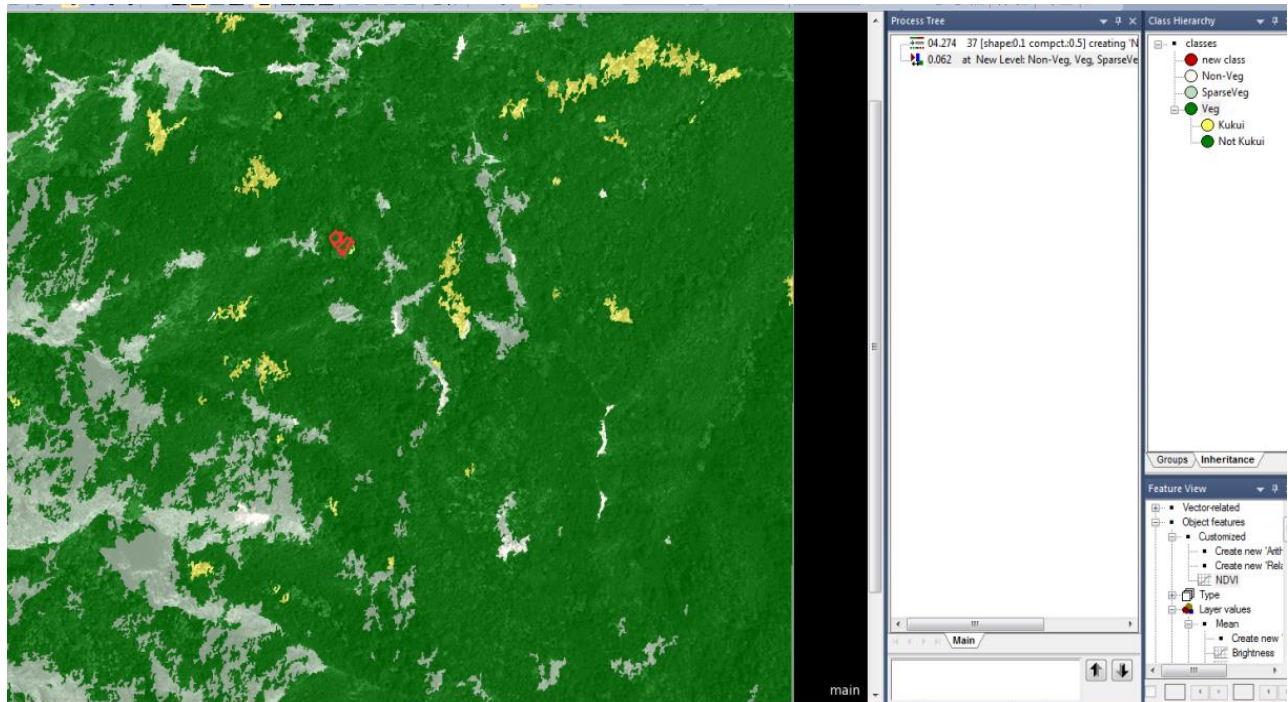 Process Tree
04.274 37 [shape:0.1 compct.:0.5] creating 'N
0.062 at New Level: Non-Veg, Veg, SparseVe
Main
main
Class Hierarchy
classes
new class
Non-Veg
SparseVeg
Veg
Kukui
Not Kukui
Groups Inheritance
Feature View
Vector-related
Object features
Customized
Create new 'Arith
Create new 'Rela
NDVI
Type
Layer values
Mean
Create new '
Brightness